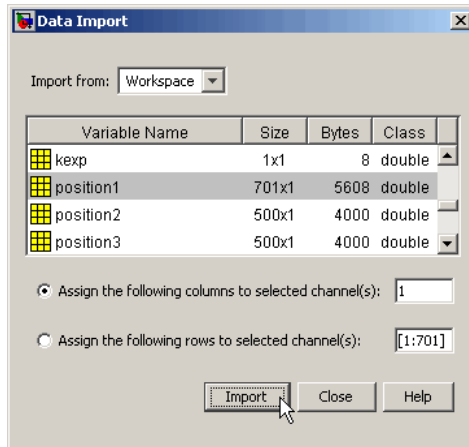 Data Import
Import from: Workspace
Variable Name Size Bytes Class
kexp 1x1 8 double
position1 701x1 5608 double
position2 500x1 4000 double
position3 500x1 4000 double
Assign the following columns to selected channel(s): 1
Assign the following rows to selected channel(s): [1:701]
Import Close Help